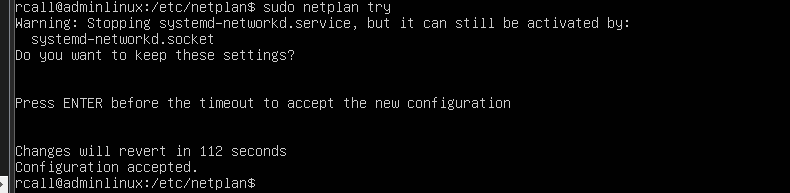 rcall@adminlinux:/etc/netplan$ sudo netplan try
Warning: Stopping systemd-networkd.service, but it can still be activated by:
systemd-networkd.socket
Do you want to keep these settings?
Press ENTER before the timeout to accept the new configuration
Changes will revert in 112 seconds
Configuration accepted.
rcall@adminlinux:/etc/netplan$